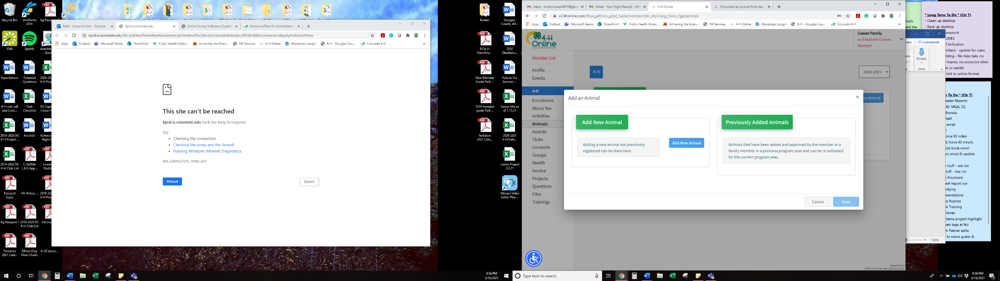 Recycle Bin
ShoWorks
2016
EMS
Spotify
AutoMa...
- Short...
Expectations
Potential
Questions
2020-202...
4-H Proj...
4-H role call
and Com...
Club
Checklist
DC Expl...
Career E...
2019-2020 DC
4-H Project ...
Anchors
Acheive...
Night E...
2019-2020 DC
4-H Club List
C.Griffith
L.E.G App...
Livest...
Nutrit...
Passport
Signs
4H-Policy-...
2019-202...
4-H Proj...
Ag Passport 1
2019-2020 DC
4-H Club List
TriCour...
Tentative
2021 Cale...
ElPaso Dog
Flow Charts
4-HComm...
Mail - Cowan,Kirsten - Outlook
kprd.is.colostate.edu
Online Survey Software | Qualtric
HorseLevelTest-IV-HorseMaster.p
kprd.is.colostate.edu/kfs-prd/temTravelReimbursement.do?methodToCall=docHandler&docId=24534164&command=displayActionListView
Apps
Outlook
Microsoft Teams
SharePoint
Public Health Order...
Achieving the Exten...
HR Services
4-H Online
Wordpress Longin
4-H - Douglas Cou...
Colorado 4-H
This site can't be reached
kprd.is.colostate.edu took too long to respond.
Try:
• Checking the connection
• Checking the proxy and the firewall
• Running Windows Network Diagnostics
ERR_CONNECTION_TIMED_OUT
Reload
Details
8:56 PM
3/15/2021
Kirsten
Douglas
County 4H...
DC4-H
Enrollme...
2020
Obedienc...
New Member
Guide Park ...
Policies for
Success ...
2019 member
guide Park ...
Swine Info as
of 1.15.21
Tentative
2021 Cale...
2020-2021
4-H Date...
Llama Project
3.3.21
Movavi Video
Editor Plus ...
Inbox - kirstencowan6879@gmai
Gmail - Your Flight Receipt - KIRS
4-H Online
Chocolate lab picture front view
v2.4honline.com/#/ua_jgf5/ins_g/ipf_1ql2k/member/mbr_4rp7/prg_1/enr_7gyz/animals
Apps
Outlook
Microsoft Teams
SharePoint
Public Health Order...
Achieving the Exten...
HR Services
4-H Online
Wordpress Longin
4-H - Douglas Cou...
Colorado 4-H
4-H
Online
Cowan Family
as Elisabeth Cowan
Member
Member List
Profile
Events
4-H
Enrollment
About You
Activities
Animals
Awards
Clubs
Consents
Groups
Health
Invoice
Projects
Questions
Files
Trainings
4-H
2020-2021
an Animal
Add an Animal
×
Add New Animal
Adding a new animal not previously
registered can be done here.
Add New Animal
Previously Added Animals
Animals that have been added and approved by the member or a
family member in a previous program year and can be re-activated
for the current program year.
Cancel
Save
Comments
Dictate
Voice
100%
* Long Term To Do * (Ctr T)
- Clean up desktop
- Back up desktop
arepoint
UIDES
Clarifcation
mbers - update for rules
Riding - No fake tails, no
manes, no excessive silver
le or saddle
test to online format
mails
and the
To Do * (Ctr T)
eader Reports
ID, MQA, SS,
Brenda
hart
email
orse ID video
& horse ID emails
ule book email
es email & update
stuff - see list
tuff - See list
k Insurance
eef report run
udging
esentations
k Rubrics
k Training
Dinner
llama project highlight
pen tags at fair
h Palmer edits
to swine guide &
Type here to search
8:56 PM
3/15/2021